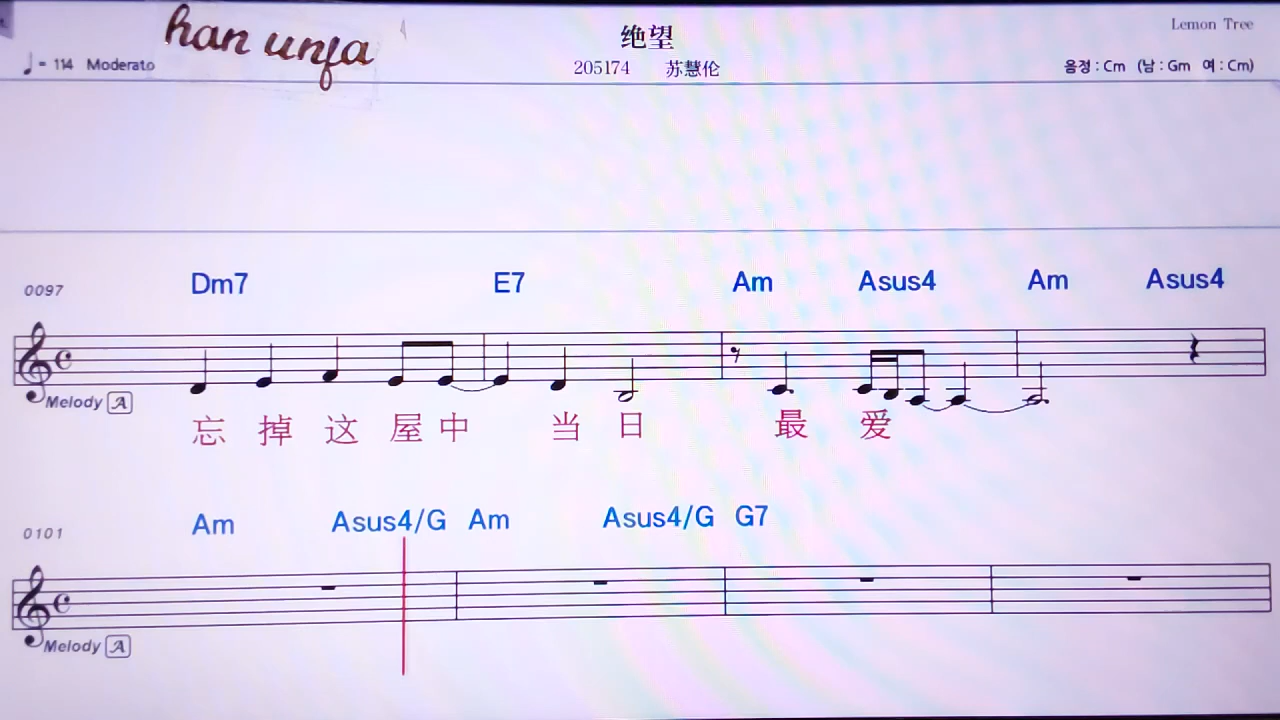 han unfa
绝望
Lemon Tree
♩ = 114 Moderato
205174 苏慧伦
음정 : Cm (남 : Gm 여 : Cm)
0097 Dm7 E7 Am Asus4 Am Asus4
Melody A
忘 掉 这 屋 中 当 日 最 爱
0101 Am Asus4/G Am Asus4/G G7
Melody A